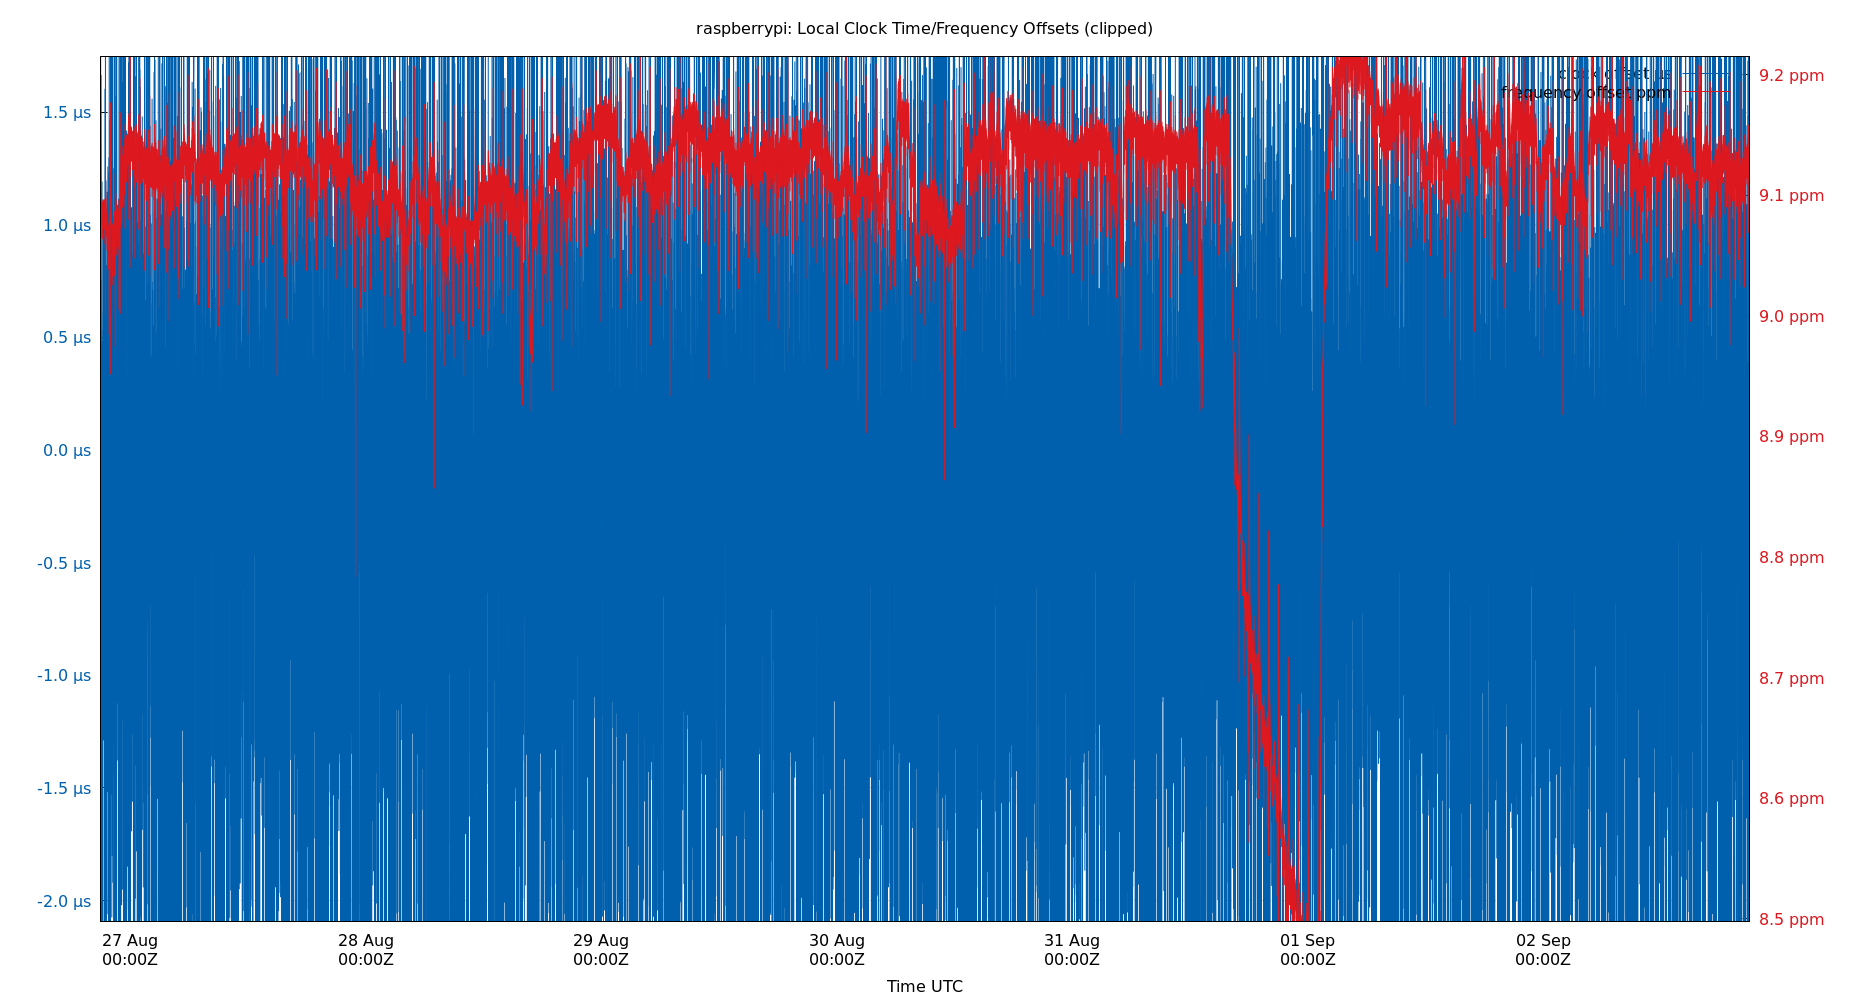 raspberrypi: Local Clock Time/Frequency Offsets (clipped)
clock offset µs
frequency offset ppm
1.5 µs
1.0 µs
0.5 µs
0.0 µs
-0.5 µs
-1.0 µs
-1.5 µs
-2.0 µs
9.2 ppm
9.1 ppm
9.0 ppm
8.9 ppm
8.8 ppm
8.7 ppm
8.6 ppm
8.5 ppm
27 Aug
00:00Z
28 Aug
00:00Z
29 Aug
00:00Z
30 Aug
00:00Z
31 Aug
00:00Z
01 Sep
00:00Z
02 Sep
00:00Z
Time UTC